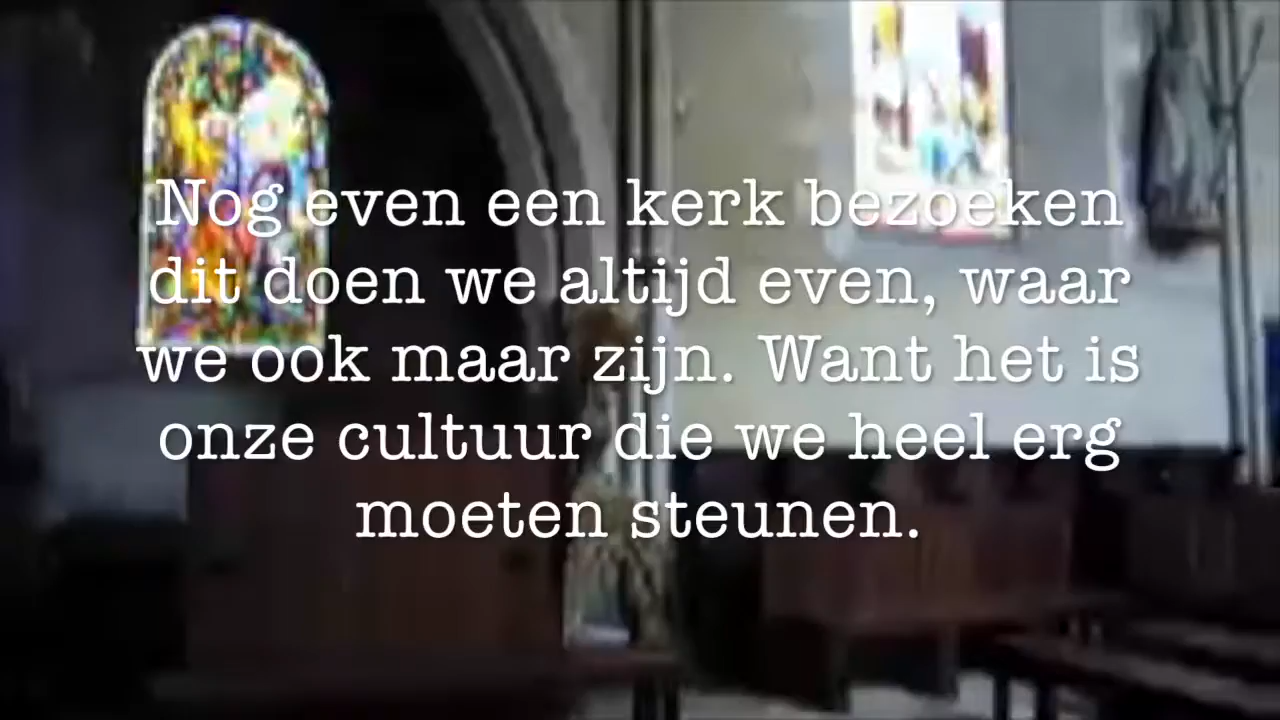 Nog even een kerk bezoeken
dit doen we altijd even, waar
we ook maar zijn. Want het is
onze cultuur die we heel erg
moeten steunen.